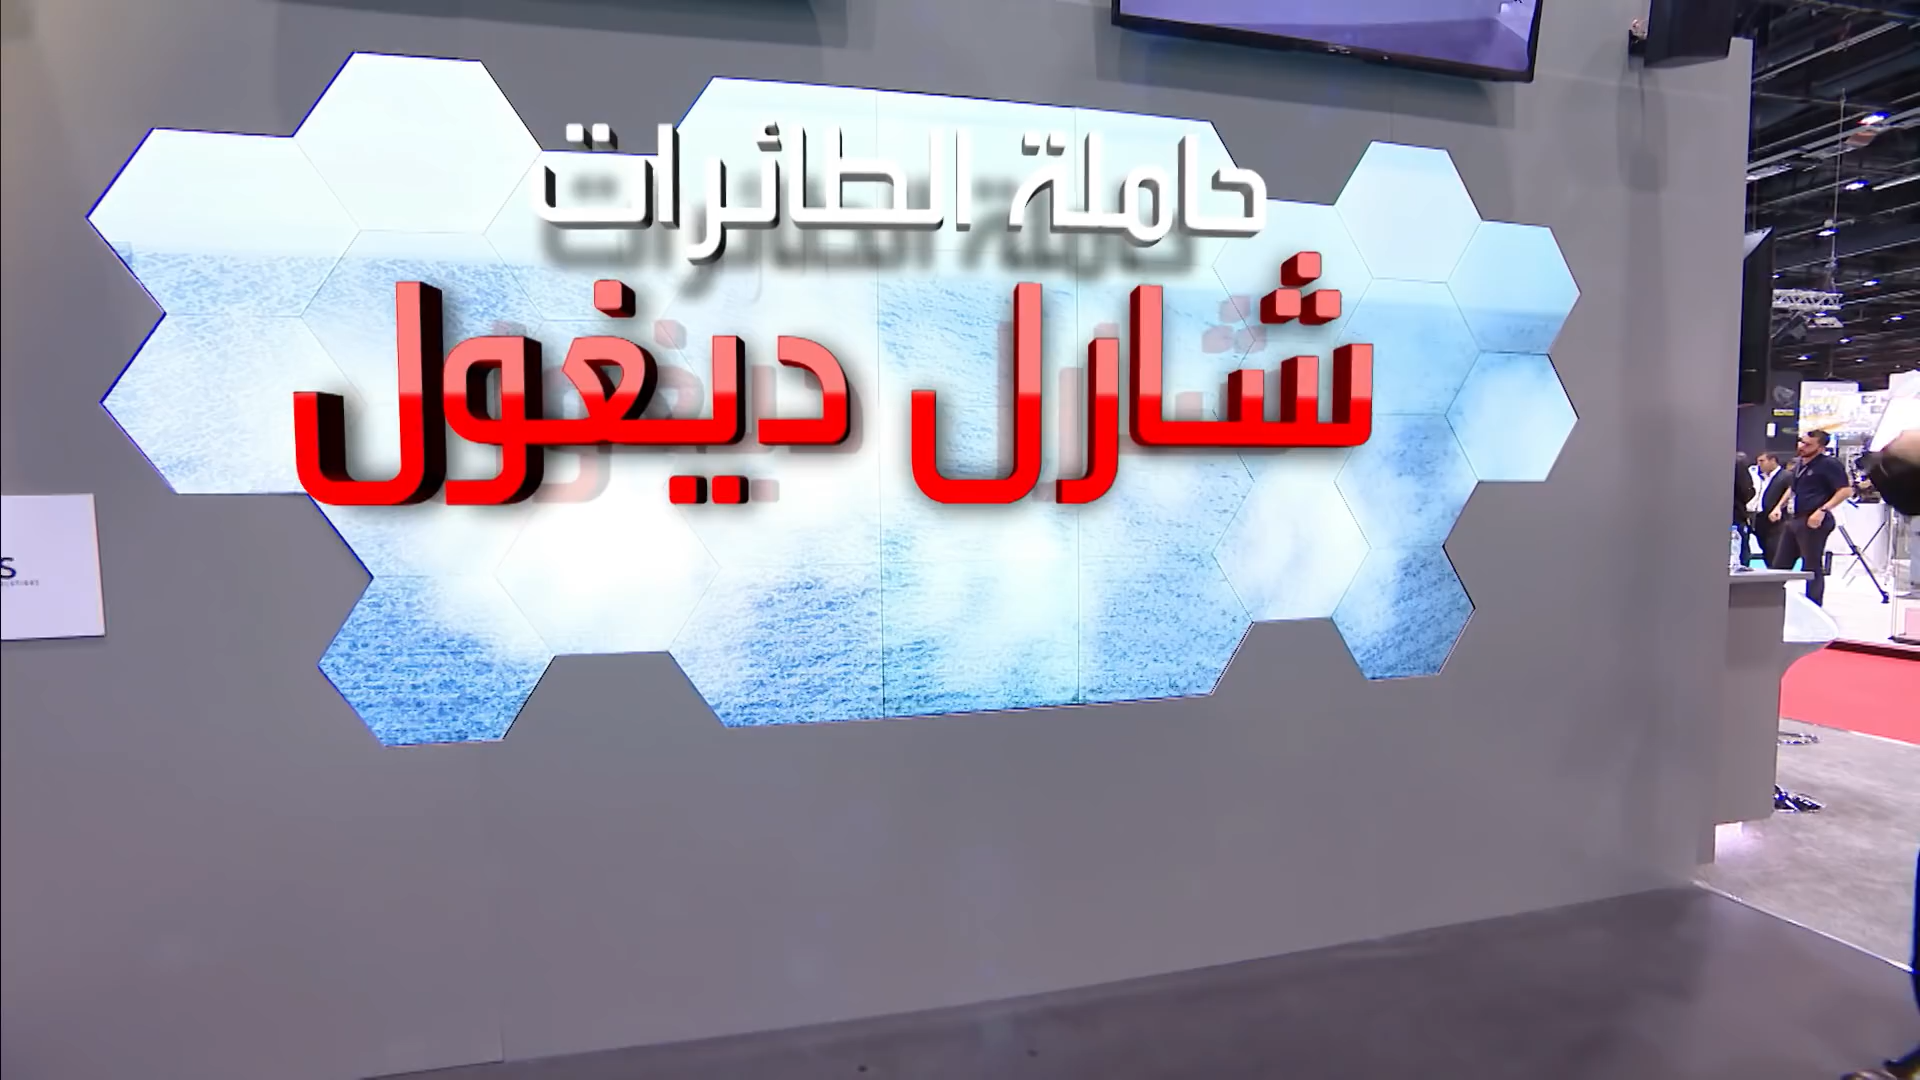 حاملة الطائرات
شارل ديغول